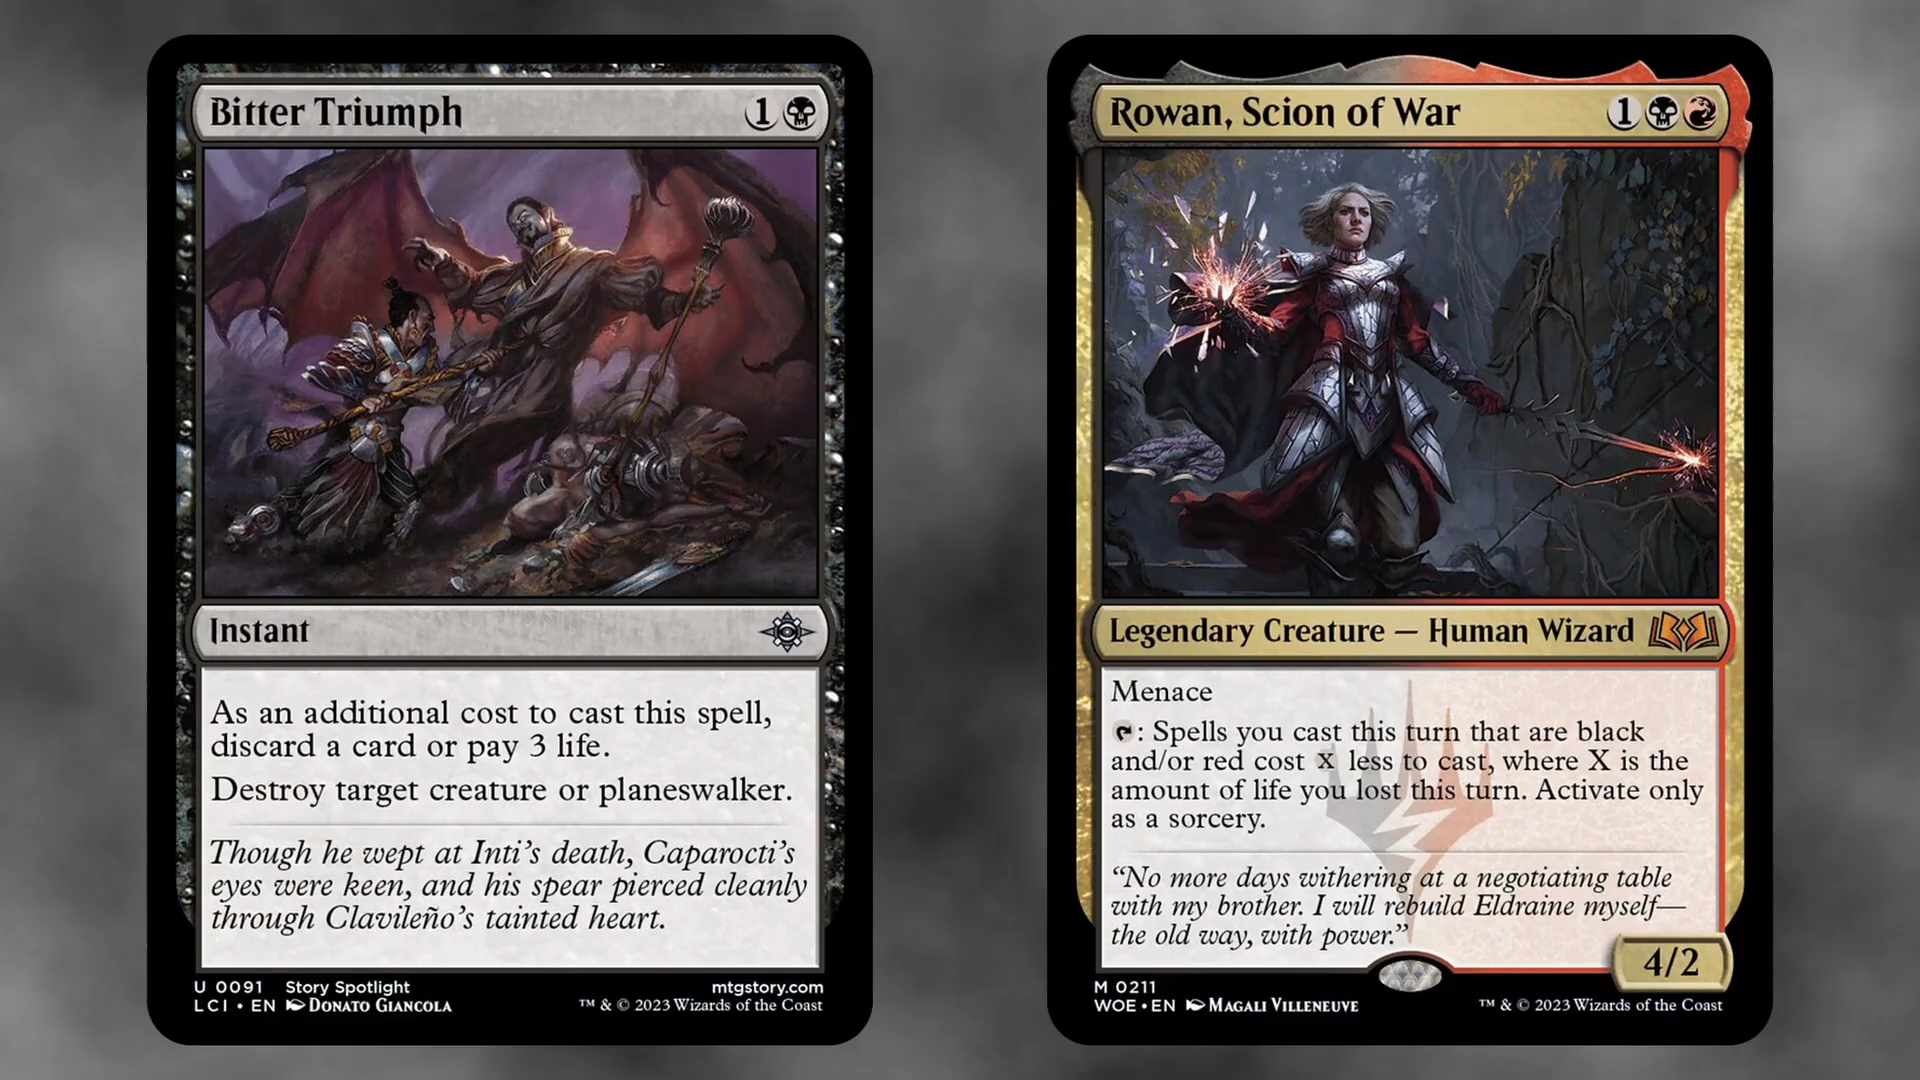 Bitter Triumph 1
Instant
As an additional cost to cast this spell,
discard a card or pay 3 life.
Destroy target creature or planeswalker.
Though he wept at Inti's death, Caparocti's
eyes were keen, and his spear pierced cleanly
through Clavileño's tainted heart.
U 0091 Story Spotlight mtgstory.com
LCI • EN Donato Giancola ™ & © 2023 Wizards of the Coast
Rowan, Scion of War 1
Legendary Creature — Human Wizard
Menace
: Spells you cast this turn that are black
and/or red cost X less to cast, where X is the
amount of life you lost this turn. Activate only
as a sorcery.
“No more days withering at a negotiating table
with my brother. I will rebuild Eldraine myself—
the old way, with power.”
4/2
M 0211
WOE • EN Magali Villeneuve ™ & © 2023 Wizards of the Coast